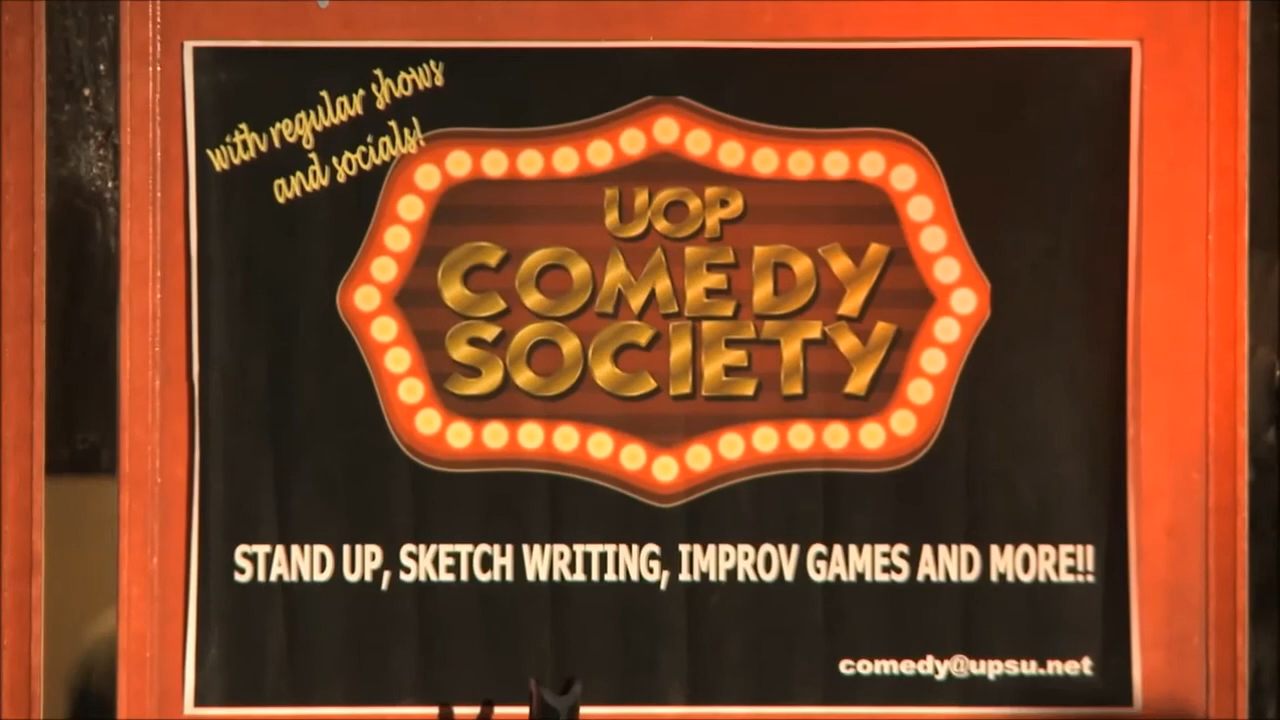 with regular shows
and socials!
UOP
COMEDY
SOCIETY
STAND UP, SKETCH WRITING, IMPROV GAMES AND MORE!!
comedy@upsu.net